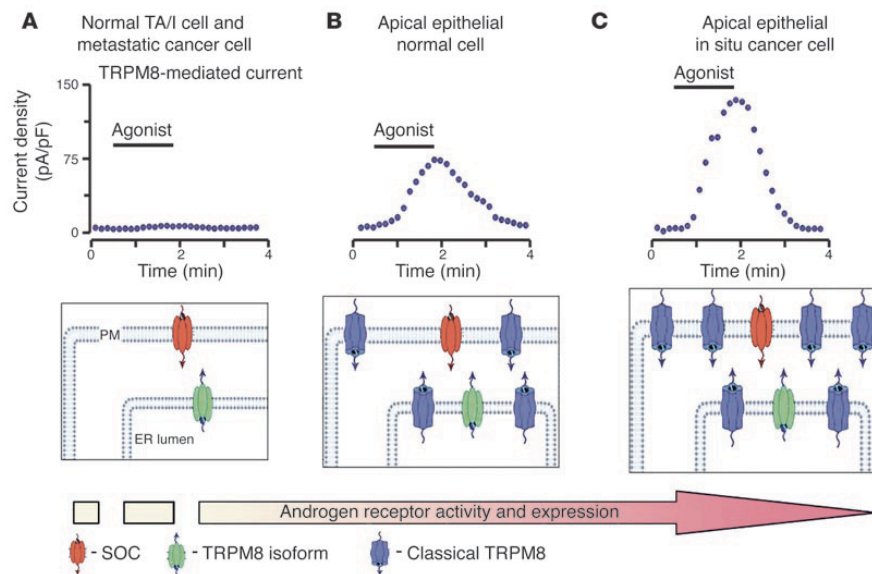 A
Normal TA/I cell and
metastatic cancer cell
TRPM8-mediated current
150
75
0
Current density
(pA/pF)
Agonist
0
2
4
Time (min)
B
Apical epithelial
normal cell
Agonist
0
2
4
Time (min)
C
Apical epithelial
in situ cancer cell
Agonist
0
2
4
Time (min)
PM
ER lumen
Androgen receptor activity and expression
- SOC
- TRPM8 isoform
- Classical TRPM8